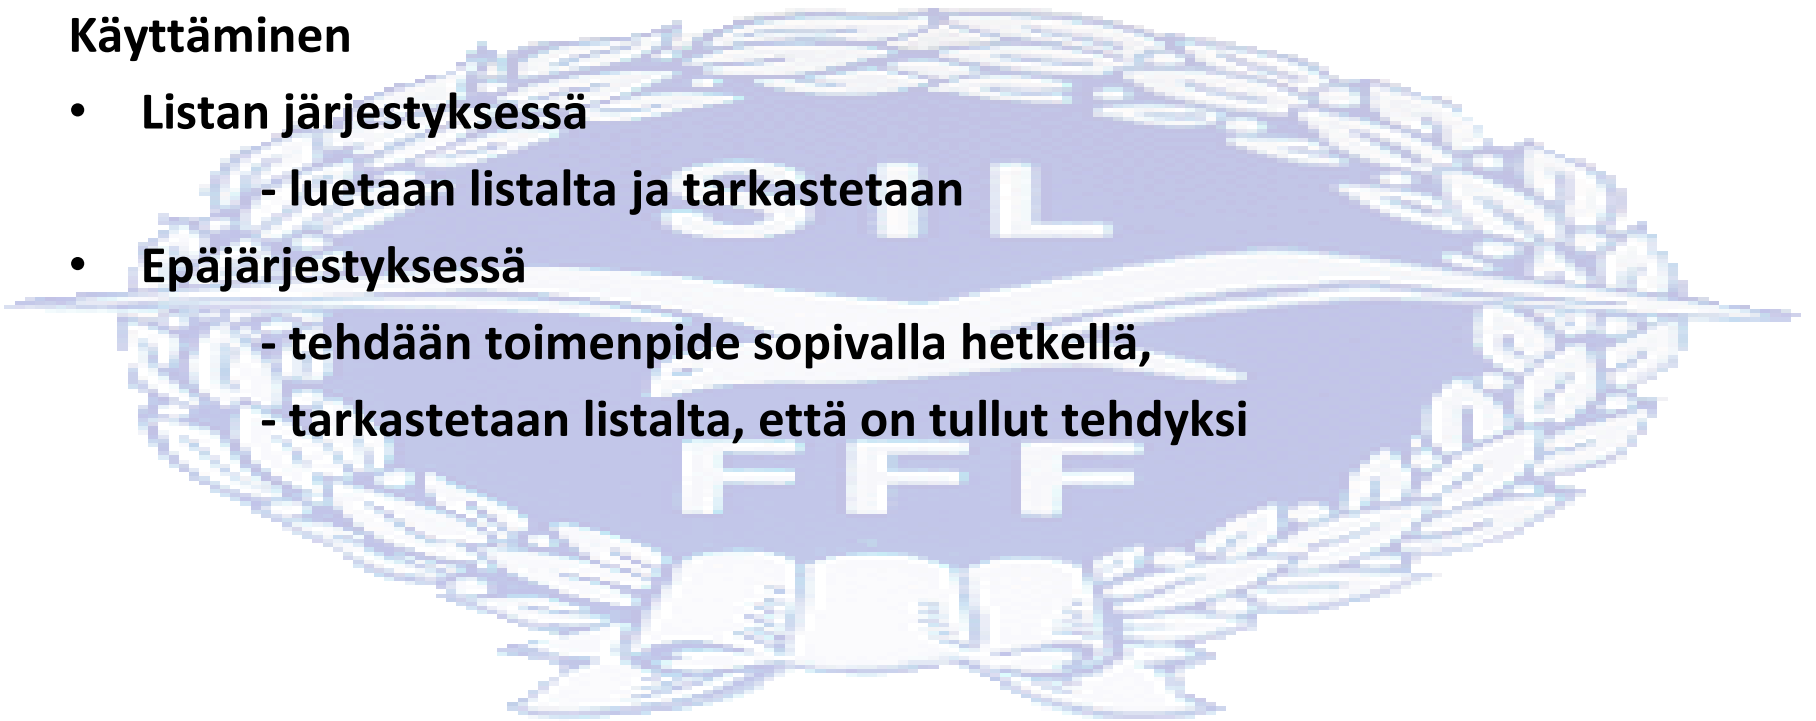 Käyttäminen
• Listan järjestyksessä
- luetaan listalta ja tarkastetaan
• Epäjärjestyksessä
- tehdään toimenpide sopivalla hetkellä,
- tarkastetaan listalta, että on tullut tehdyksi
SIL
FFF